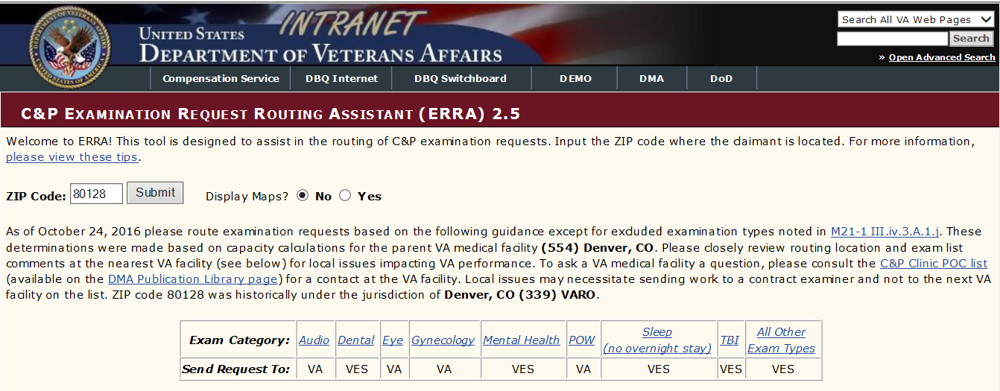 INTRANET
UNITED STATES
DEPARTMENT OF VETERANS AFFAIRS
Search All VA Web Pages
Search
» Open Advanced Search
Compensation Service DBQ Internet DBQ Switchboard DEMO DMA DoD
C&P EXAMINATION REQUEST ROUTING ASSISTANT (ERRA) 2.5
Welcome to ERRA! This tool is designed to assist in the routing of C&P examination requests. Input the ZIP code where the claimant is located. For more information,
please view these tips.
ZIP Code: 80128 Submit Display Maps? No Yes
As of October 24, 2016 please route examination requests based on the following guidance except for excluded examination types noted in M21-1 III.iv.3.A.1.j. These
determinations were made based on capacity calculations for the parent VA medical facility (554) Denver, CO. Please closely review routing location and exam list
comments at the nearest VA facility (see below) for local issues impacting VA performance. To ask a VA medical facility a question, please consult the C&P Clinic POC list
(available on the DMA Publication Library page) for a contact at the VA facility. Local issues may necessitate sending work to a contract examiner and not to the next VA
facility on the list. ZIP code 80128 was historically under the jurisdiction of Denver, CO (339) VARO.
Exam Category: Audio Dental Eye Gynecology Mental Health POW Sleep (no overnight stay) TBI All Other Exam Types
Send Request To: VA VES VA VA VES VA VES VES VES